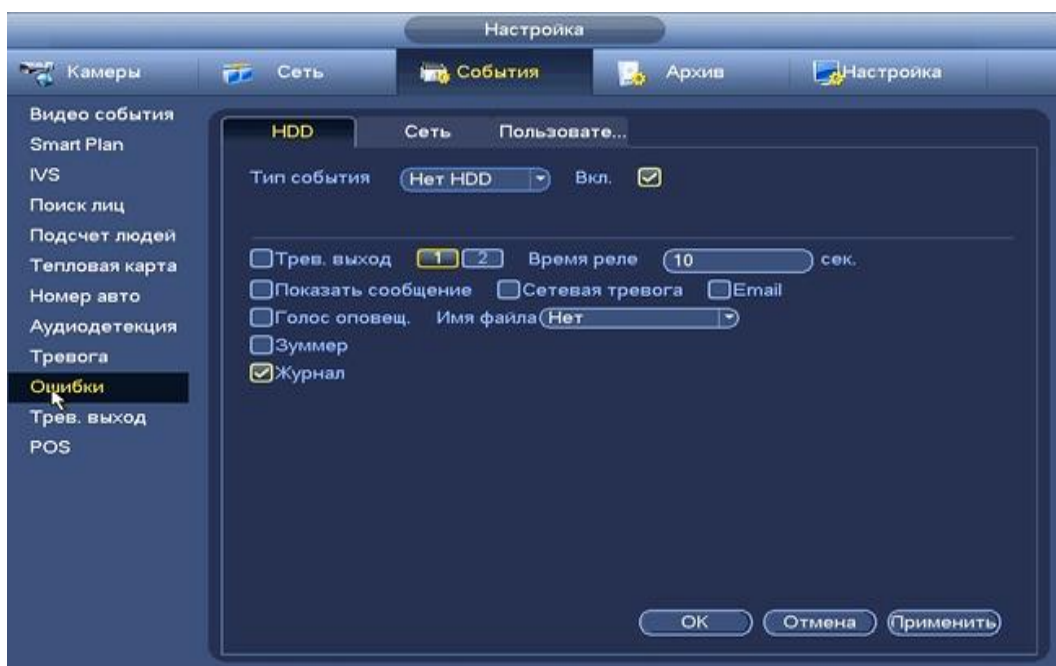 Настройка
Камеры Сеть События Архив Настройка
Видео события
Smart Plan
IVS
Поиск лиц
Подсчет людей
Тепловая карта
Номер авто
Аудиодетекция
Тревога
Ошибки
Трев. выход
POS
HDD Сеть Пользовате...
Тип события Нет HDD Вкл.
Трев. выход 1 2 Время реле 10 сек.
Показать сообщение Сетевая тревога Email
Голос оповещ. Имя файла Нет
Зуммер
Журнал
OK Отмена Применить